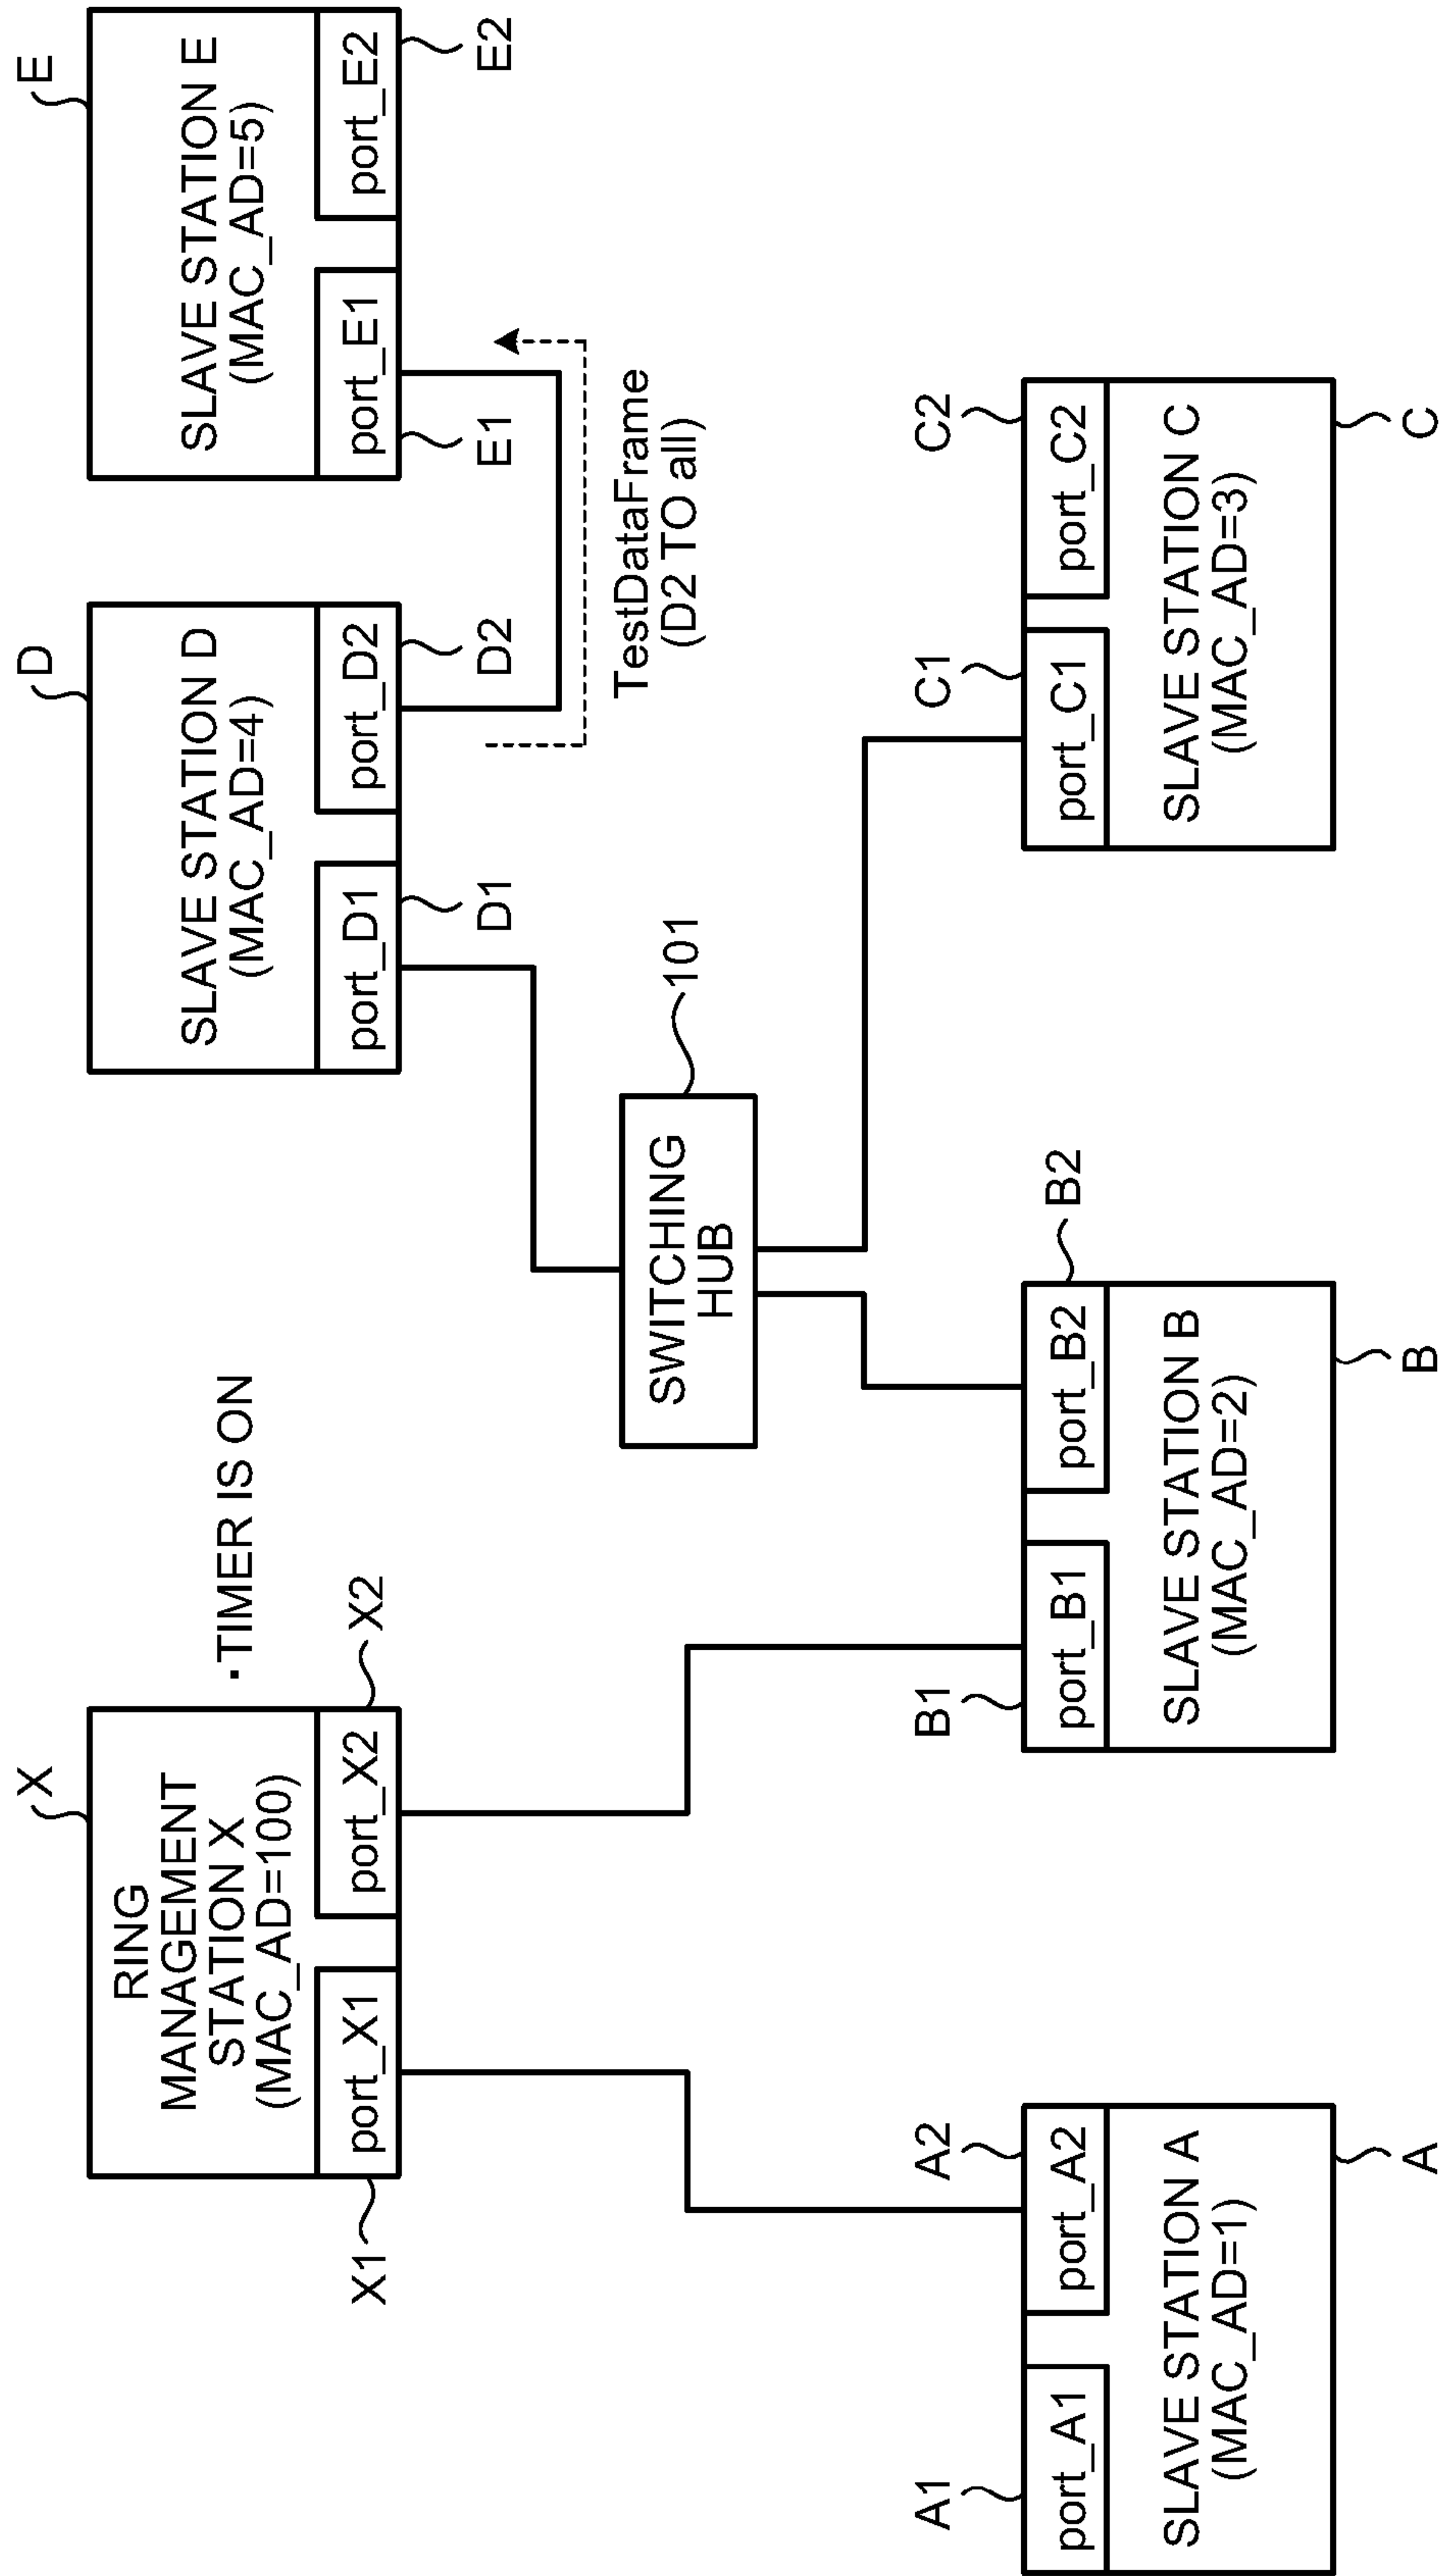 X
RING
MANAGEMENT
STATION X
(MAC_AD=100)
port_X1
port_X2
X1
X2
·TIMER IS ON
D
SLAVE STATION D
(MAC_AD=4)
port_D1
port_D2
D1
D2
E
SLAVE STATION E
(MAC_AD=5)
port_E1
port_E2
E1
E2
TestDataFrame
(D2 TO all)
SWITCHING
HUB
101
A1
A2
port_A1
port_A2
SLAVE STATION A
(MAC_AD=1)
A
B1
B2
port_B1
port_B2
SLAVE STATION B
(MAC_AD=2)
B
C1
C2
port_C1
port_C2
SLAVE STATION C
(MAC_AD=3)
C